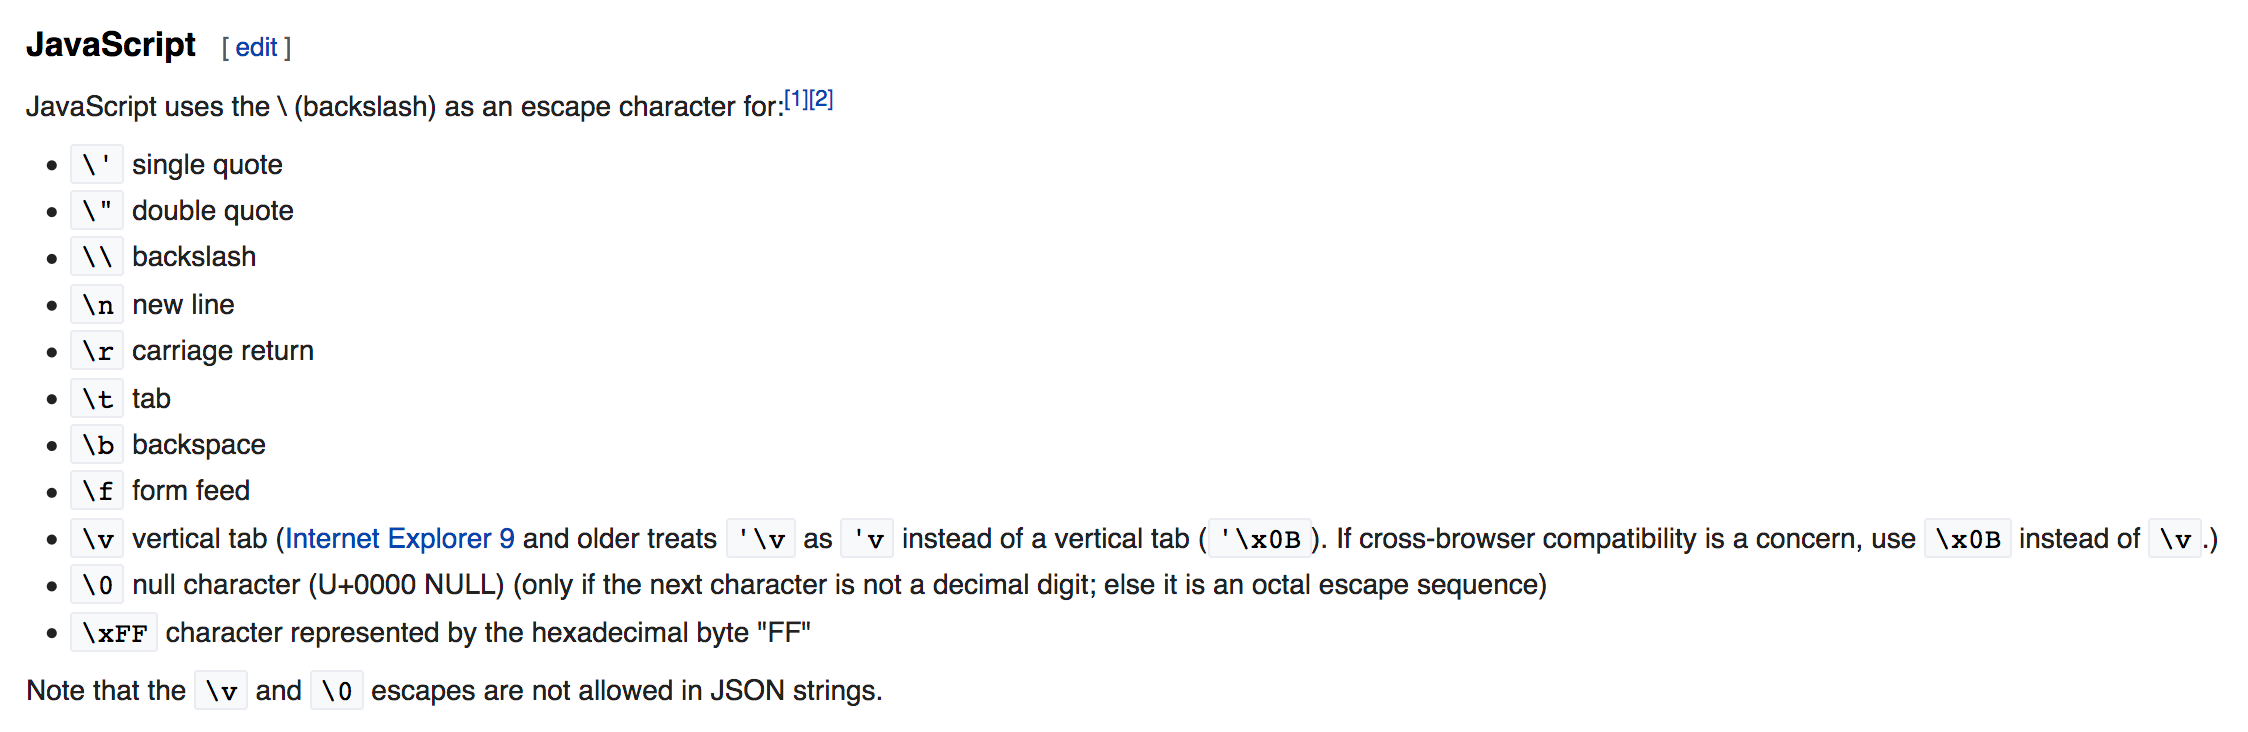 JavaScript [ edit ]
JavaScript uses the \ (backslash) as an escape character for:[1][2]
• \' single quote
• \" double quote
• \\ backslash
• \n new line
• \r carriage return
• \t tab
• \b backspace
• \f form feed
• \v vertical tab (Internet Explorer 9 and older treats '\v as 'v instead of a vertical tab ( '\x0B ). If cross-browser compatibility is a concern, use \x0B instead of \v .)
• \0 null character (U+0000 NULL) (only if the next character is not a decimal digit; else it is an octal escape sequence)
• \xFF character represented by the hexadecimal byte "FF"
Note that the \v and \0 escapes are not allowed in JSON strings.